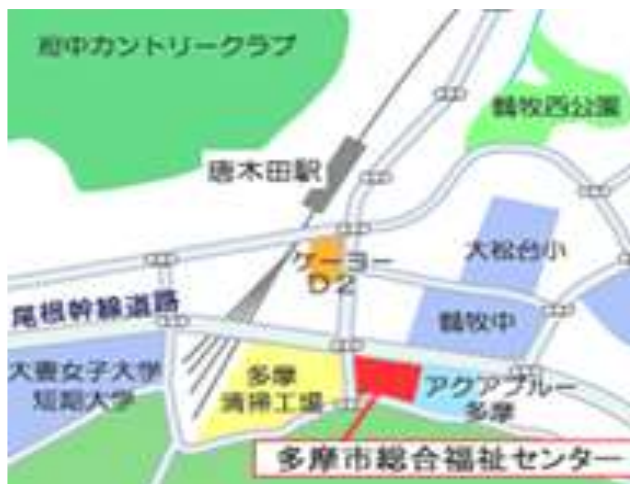 府中カントリークラブ
鶴牧西公園
唐木田駅
大松台小
ケーヨー
D2
尾根幹線道路
鶴牧中
大妻女子大学
短期大学
多摩
清掃工場
アクアブルー
多摩
多摩市総合福祉センター